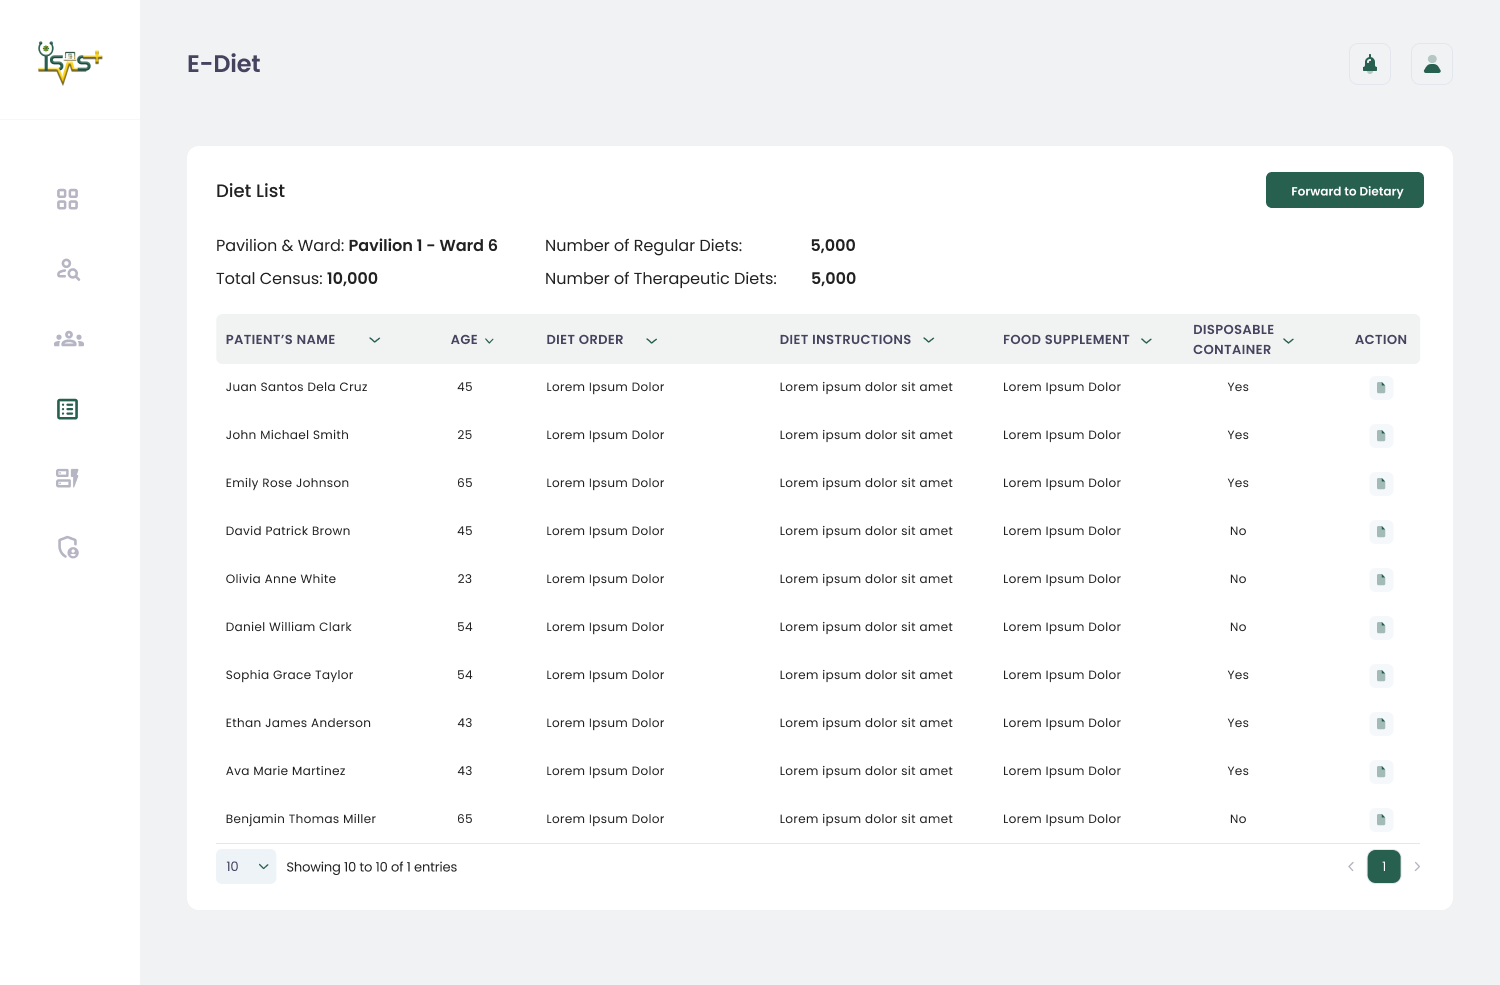 ISIS+
E-Diet
Diet List
Forward to Dietary
Pavilion & Ward: Pavilion 1 - Ward 6 Number of Regular Diets: 5,000
Total Census: 10,000 Number of Therapeutic Diets: 5,000
PATIENT’S NAME AGE DIET ORDER DIET INSTRUCTIONS FOOD SUPPLEMENT DISPOSABLE CONTAINER ACTION
Juan Santos Dela Cruz 45 Lorem Ipsum Dolor Lorem ipsum dolor sit amet Lorem Ipsum Dolor Yes
John Michael Smith 25 Lorem Ipsum Dolor Lorem ipsum dolor sit amet Lorem Ipsum Dolor Yes
Emily Rose Johnson 65 Lorem Ipsum Dolor Lorem ipsum dolor sit amet Lorem Ipsum Dolor Yes
David Patrick Brown 45 Lorem Ipsum Dolor Lorem ipsum dolor sit amet Lorem Ipsum Dolor No
Olivia Anne White 23 Lorem Ipsum Dolor Lorem ipsum dolor sit amet Lorem Ipsum Dolor No
Daniel William Clark 54 Lorem Ipsum Dolor Lorem ipsum dolor sit amet Lorem Ipsum Dolor No
Sophia Grace Taylor 54 Lorem Ipsum Dolor Lorem ipsum dolor sit amet Lorem Ipsum Dolor Yes
Ethan James Anderson 43 Lorem Ipsum Dolor Lorem ipsum dolor sit amet Lorem Ipsum Dolor Yes
Ava Marie Martinez 43 Lorem Ipsum Dolor Lorem ipsum dolor sit amet Lorem Ipsum Dolor Yes
Benjamin Thomas Miller 65 Lorem Ipsum Dolor Lorem ipsum dolor sit amet Lorem Ipsum Dolor No
10 Showing 10 to 10 of 1 entries 1